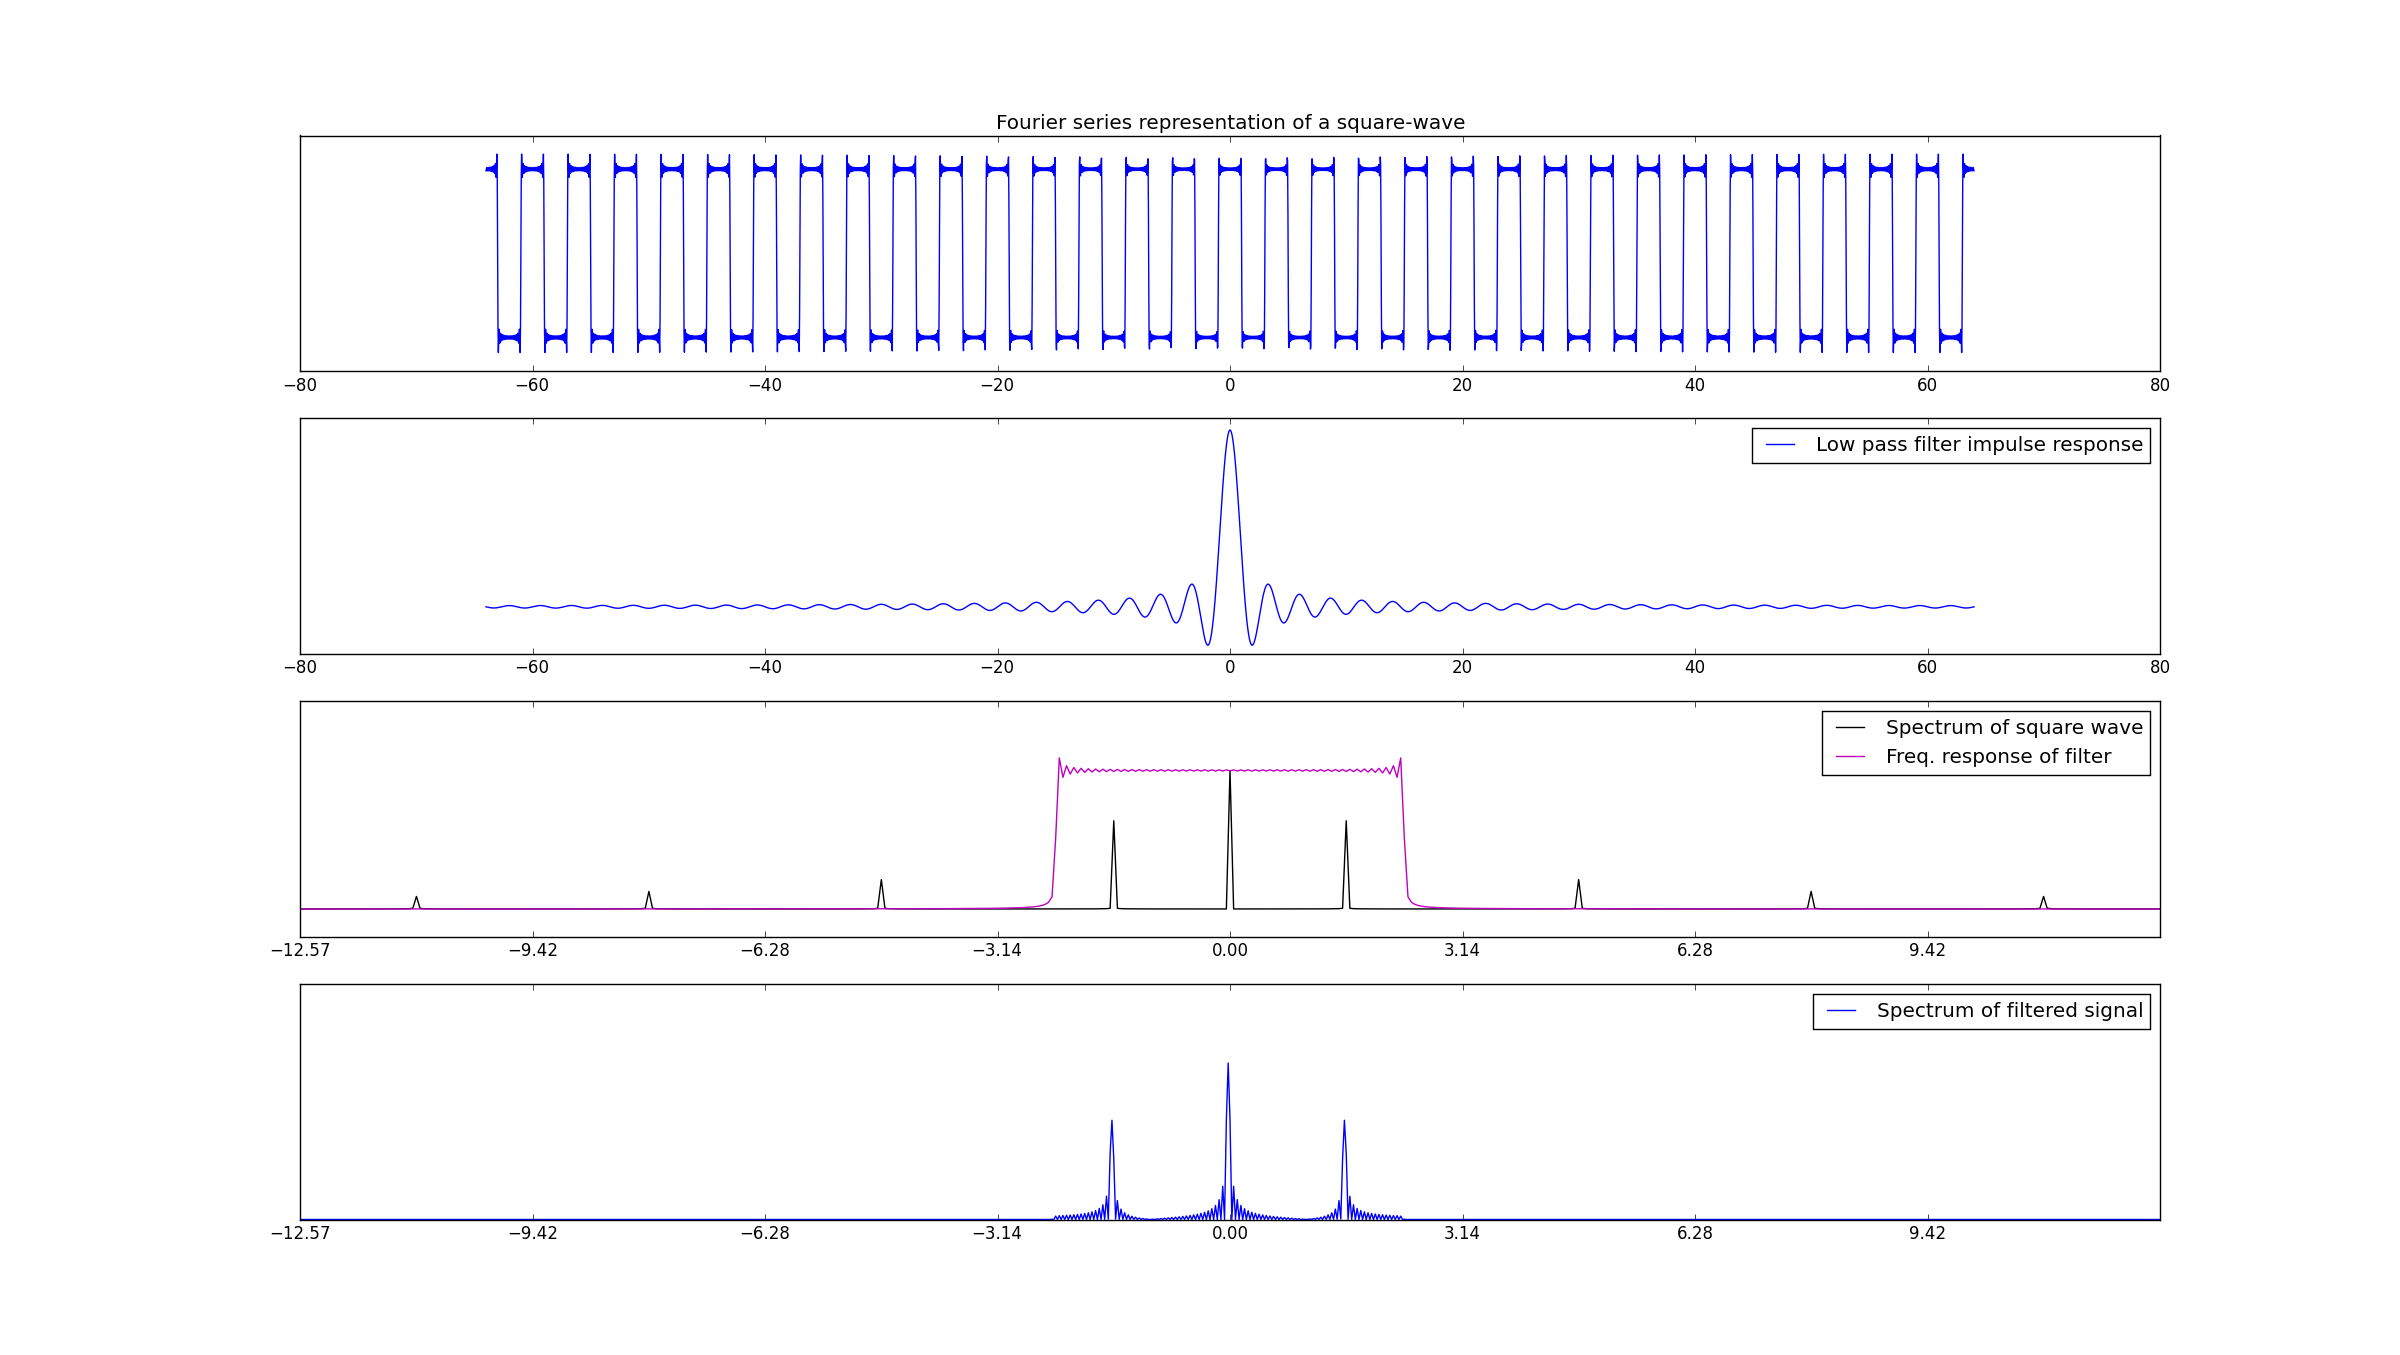 Fourier series representation of a square-wave
−80 −60 −40 −20 0 20 40 60 80
Low pass filter impulse response
−80 −60 −40 −20 0 20 40 60 80
Spectrum of square wave
Freq. response of filter
−12.57 −9.42 −6.28 −3.14 0.00 3.14 6.28 9.42
Spectrum of filtered signal
−12.57 −9.42 −6.28 −3.14 0.00 3.14 6.28 9.42